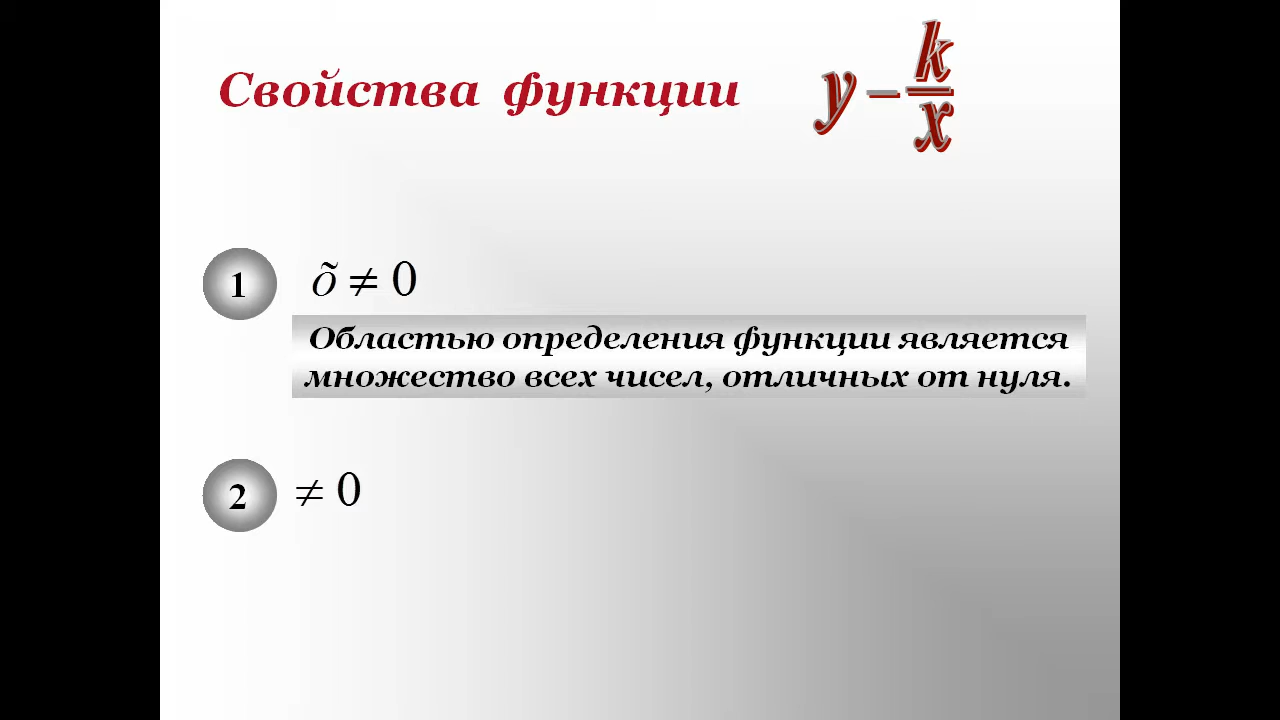 Свойства функции y – k/x
1 õ ≠ 0
Областью определения функции является
множество всех чисел, отличных от нуля.
2 ≠ 0